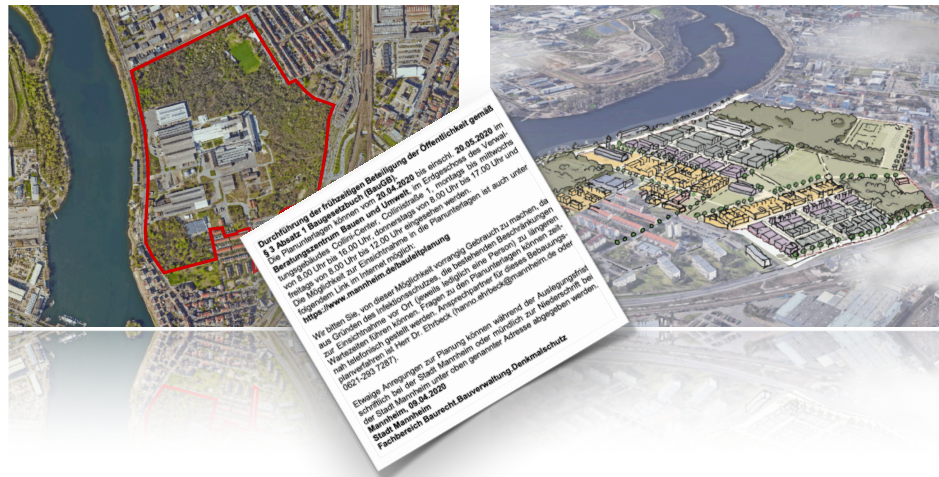 Durchführung der frühzeitigen Beteiligung der Öffentlichkeit gemäß
§ 3 Absatz 1 Baugesetzbuch (BauGB).
Die Planunterlagen können vom 20.04.2020 bis einschl. 20.05.2020 im
Beratungszentrum Bauen und Umwelt, im Erdgeschoss des Verwal-
tungsgebäudes Collini-Center, Collinistraße 1, montags bis mittwochs
von 8.00 Uhr bis 16.00 Uhr, donnerstags von 8.00 Uhr bis 17.00 Uhr und
freitags von 8.00 bis 12.00 Uhr eingesehen werden.
Die Möglichkeit zur Einsichtnahme in die Planunterlagen ist auch unter
folgendem Link im Internet möglich:
https://www.mannheim.de/bauleitplanung
Wir bitten Sie, von dieser Möglichkeit vorrangig Gebrauch zu machen, da
aus Gründen des Infektionsschutzes, die bestehenden Beschränkungen
zur Einsichtnahme vor Ort (jeweils lediglich eine Person) zu längeren
Wartezeiten führen können. Fragen zu den Planunterlagen können zeit-
nah telefonisch gestellt werden. Ansprechpartner für dieses Bebauungs-
planverfahren ist Herr Dr. Ehrbeck (hanno.ehrbeck@mannheim.de oder
0621-293 7287).
Etwaige Anregungen zur Planung können während der Auslegungsfrist
schriftlich bei der Stadt Mannheim oder mündlich zur Niederschrift bei
der Stadt Mannheim unter oben genannter Adresse abgegeben werden.
Mannheim, 09.04.2020
Stadt Mannheim
Fachbereich Baurecht.Bauverwaltung.Denkmalschutz